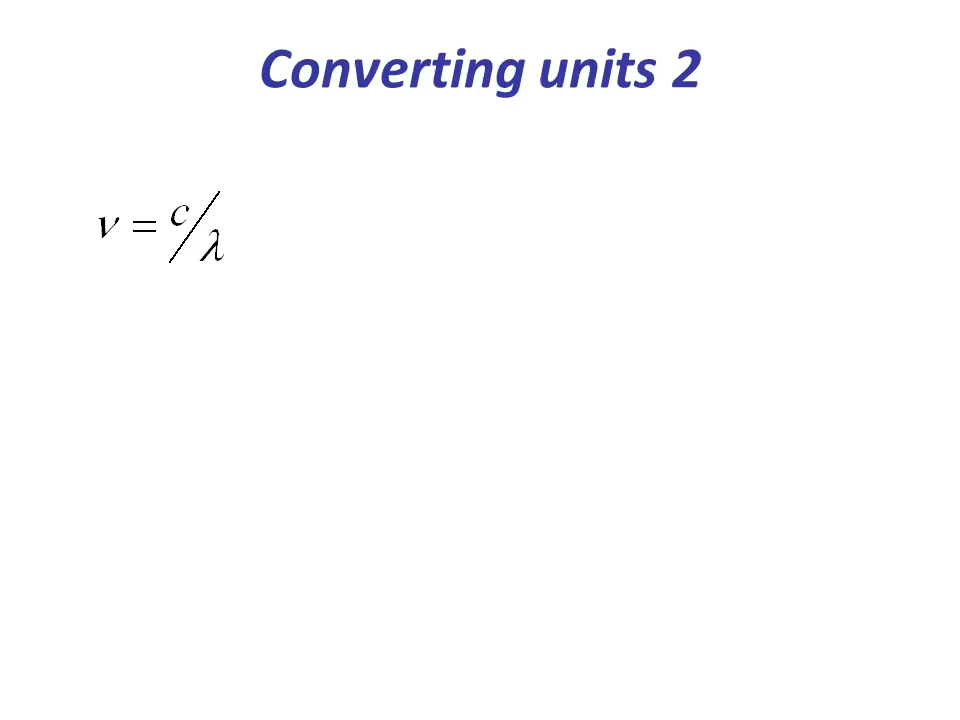 Converting units 2
ν = c/λ